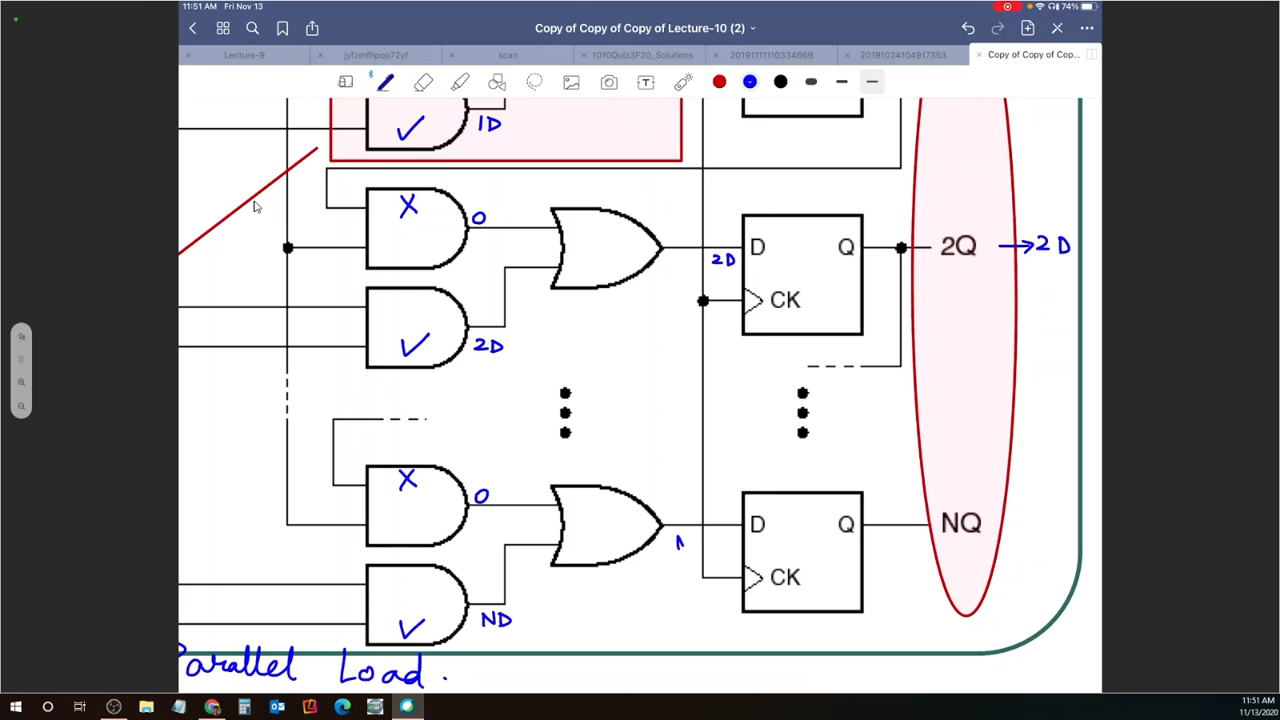 11:51 AM Fri Nov 13
74%
Copy of Copy of Copy of Lecture-10 (2)
Lecture-9
jyfzmfhpop72yf
scan
1010Quiz3F20_Solutions
20191111110334669
20191024104917353
Copy of Copy of Cop...
1D
X
0
D
Q
2Q
2D
2D
CK
2D
X
0
D
Q
NQ
CK
ND
Parallel Load.
11:51 AM
11/13/2020